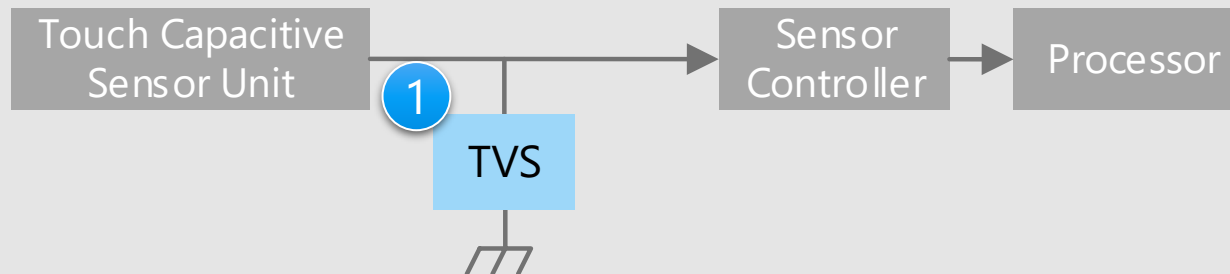 Touch Capacitive
Sensor Unit
1
TVS
Sensor
Controller
Processor